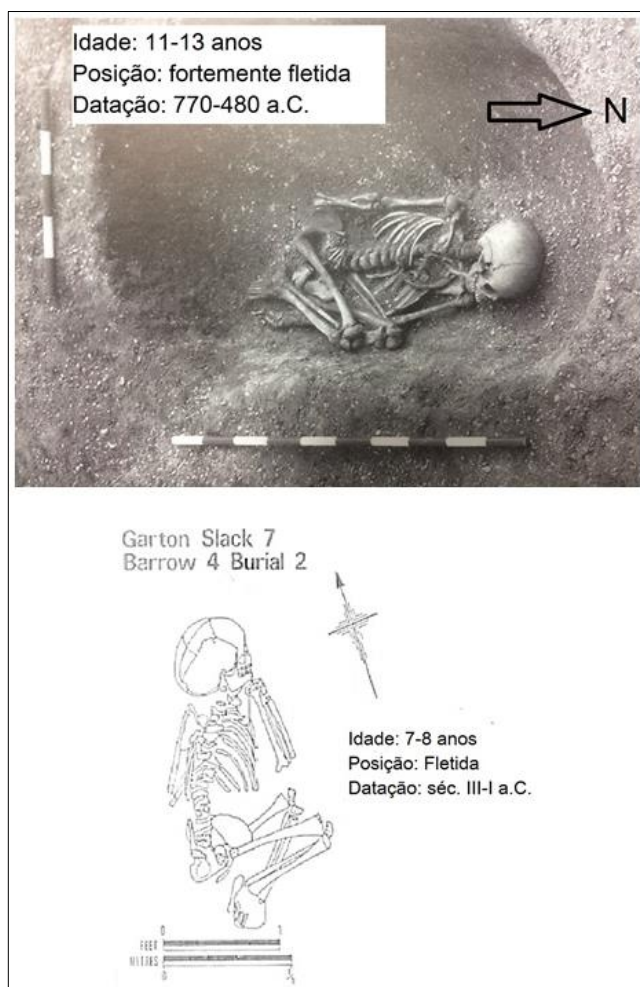 Idade: 11-13 anos
Posição: fortemente fletida
Datação: 770-480 a.C.
N
Garton Slack 7
Barrow 4 Burial 2
Idade: 7-8 anos
Posição: Fletida
Datação: séc. III-I a.C.
0 1
FEET
METRES
0